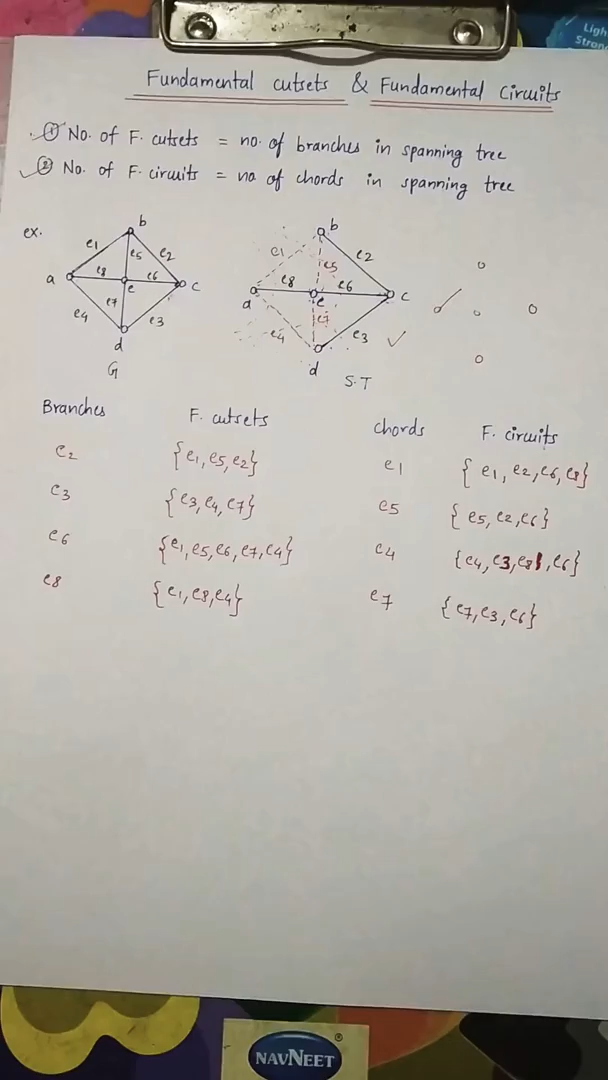 Ligh
Stron
Fundamental cutsets & Fundamental Circuits
① No. of F. cutsets = no. of branches in spanning tree
② No. of F. circuits = no of chords in spanning tree
ex.
b
e1 e5 e2
a e8 e e6 c
e4 e7 e3
d
G
b
e1 e5 e2
a e8 e e6 c
e4 e7 e3
d
S.T
Branches F. cutsets chords F. circuits
e2 {e1, e5, e2} e1 {e1, e2, e6, e8}
e3 {e3, e4, e7} e5 {e5, e2, e6}
e6 {e1, e5, e6, e7, e4} e4 {e4, e3, e8, e6}
e8 {e1, e8, e4} e7 {e7, e3, e6}
NAVNEET
®